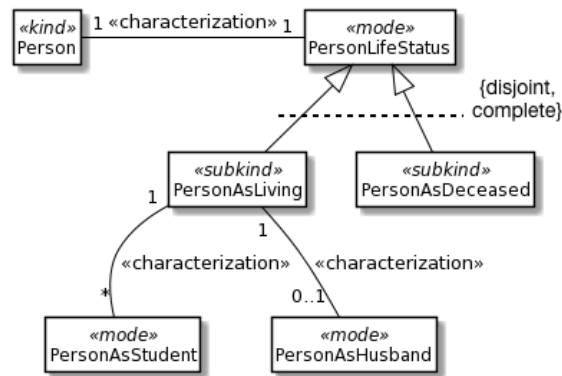 «kind»
Person
1 «characterization» 1
«mode»
PersonLifeStatus
{disjoint,
complete}
«subkind»
PersonAsLiving
«subkind»
PersonAsDeceased
1
1
«characterization»
«characterization»
*
0..1
«mode»
PersonAsStudent
«mode»
PersonAsHusband